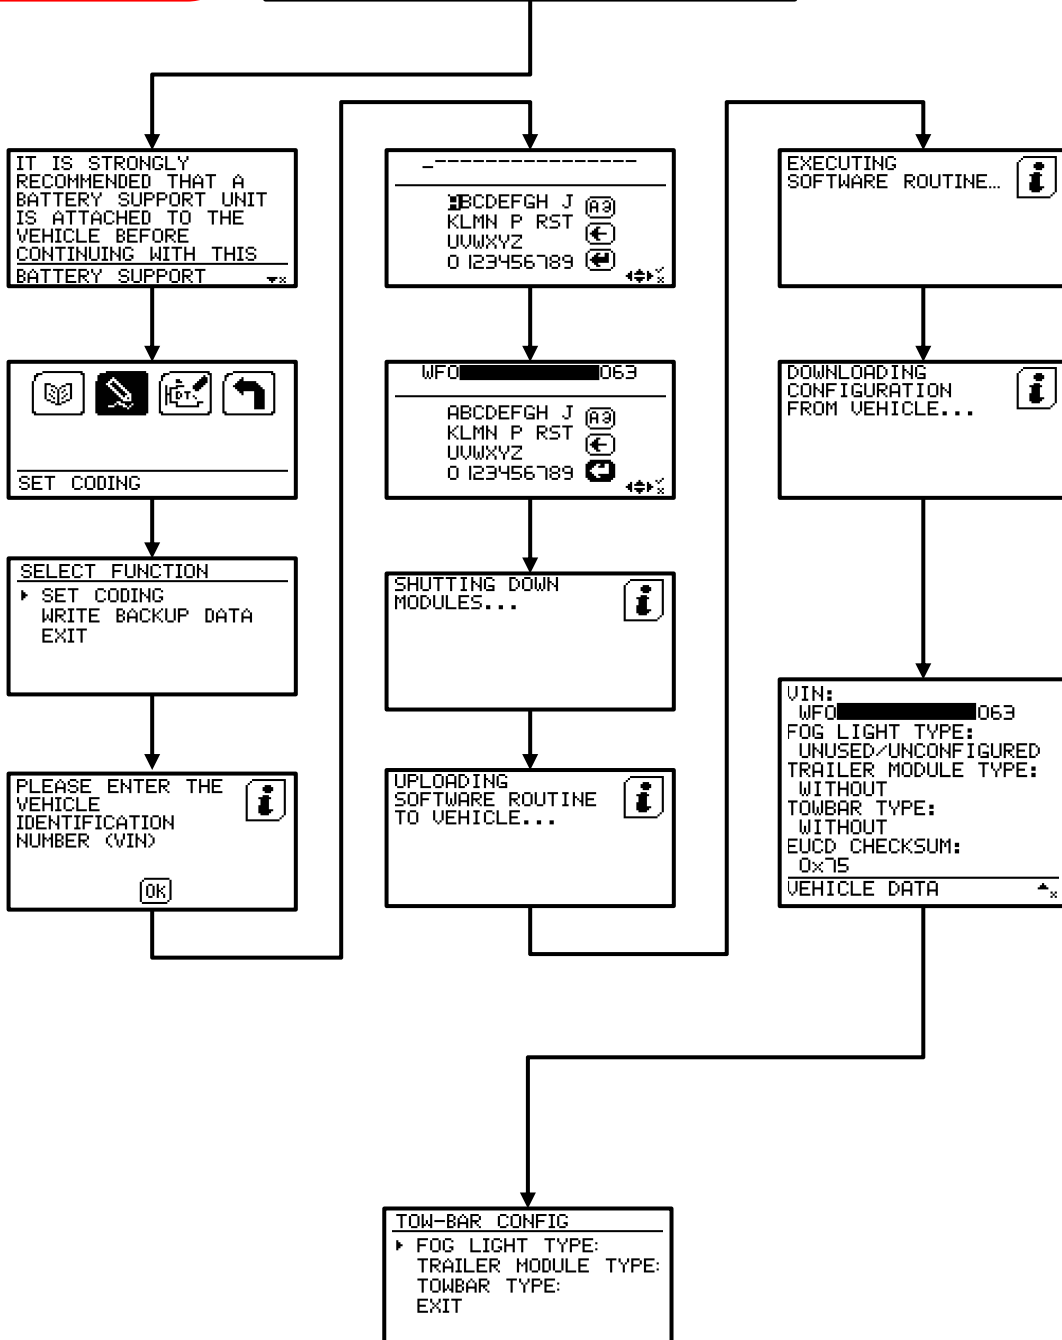 IT IS STRONGLY
RECOMMENDED THAT A
BATTERY SUPPORT UNIT
IS ATTACHED TO THE
VEHICLE BEFORE
CONTINUING WITH THIS
BATTERY SUPPORT
SET CODING
SELECT FUNCTION
SET CODING
WRITE BACKUP DATA
EXIT
PLEASE ENTER THE
VEHICLE
IDENTIFICATION
NUMBER (VIN)
OK
_-----------------
ABCDEFGH J
KLMN P RST
UVWXYZ
0 123456789
WF0 063
ABCDEFGH J
KLMN P RST
UVWXYZ
0 123456789
SHUTTING DOWN
MODULES...
UPLOADING
SOFTWARE ROUTINE
TO VEHICLE...
EXECUTING
SOFTWARE ROUTINE...
DOWNLOADING
CONFIGURATION
FROM VEHICLE...
VIN:
WF0 063
FOG LIGHT TYPE:
UNUSED/UNCONFIGURED
TRAILER MODULE TYPE:
WITHOUT
TOWBAR TYPE:
WITHOUT
EUCD CHECKSUM:
0x75
VEHICLE DATA
TOW-BAR CONFIG
FOG LIGHT TYPE:
TRAILER MODULE TYPE:
TOWBAR TYPE:
EXIT